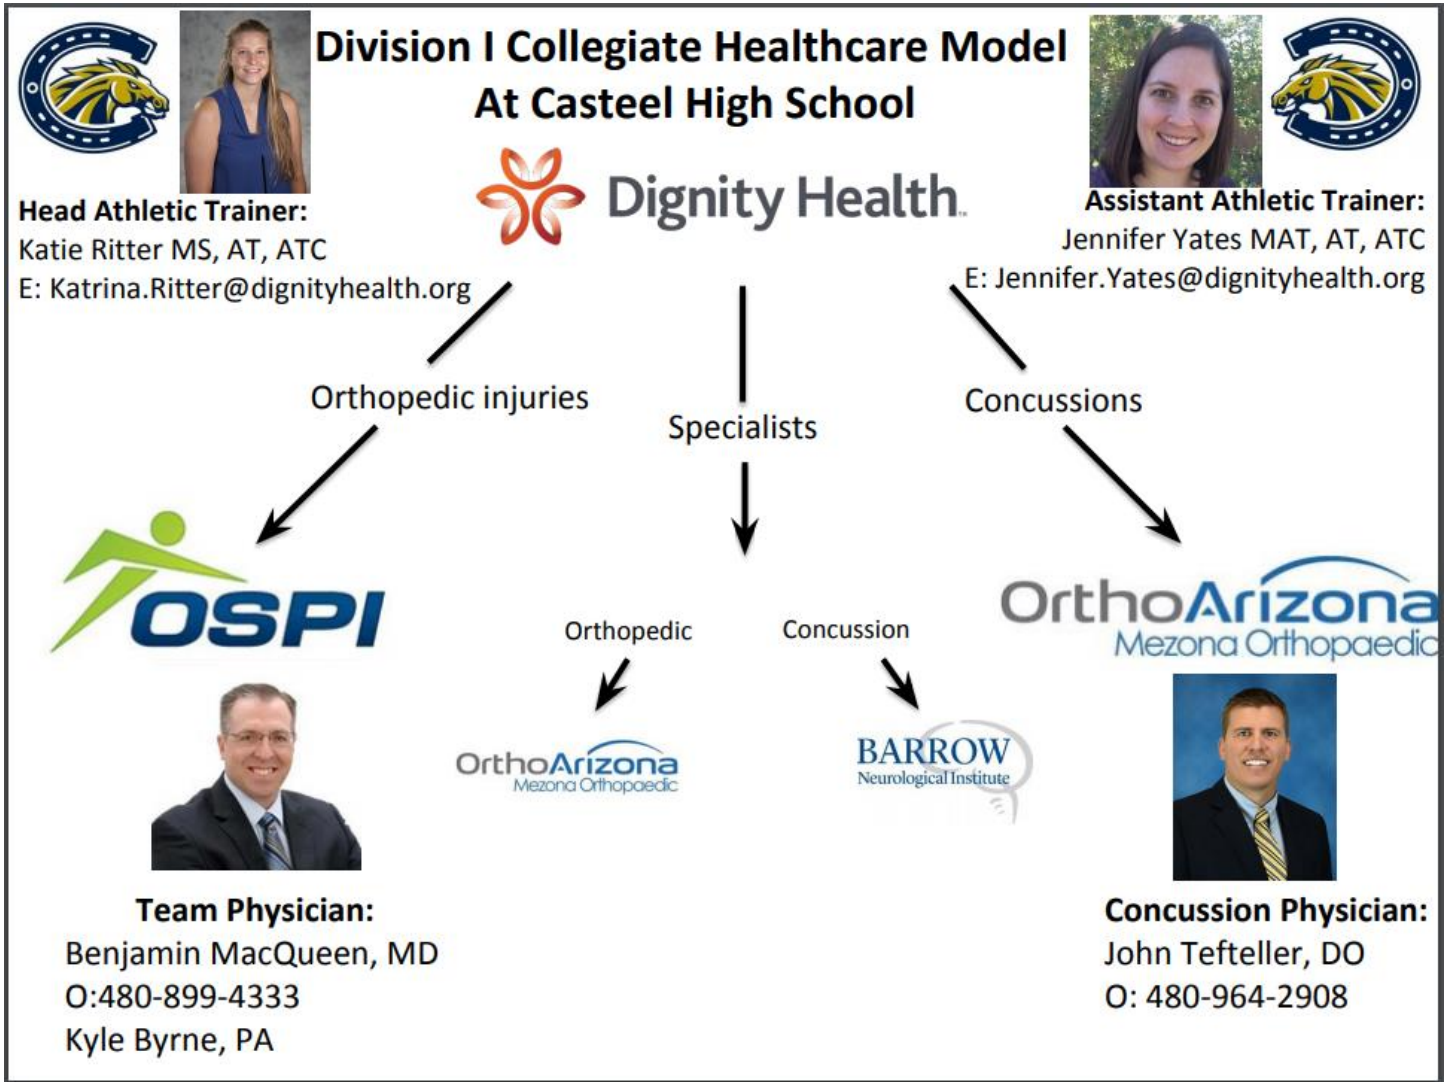 Division I Collegiate Healthcare Model
At Casteel High School
Dignity Health
Head Athletic Trainer:
Katie Ritter MS, AT, ATC
E: Katrina.Ritter@dignityhealth.org
Assistant Athletic Trainer:
Jennifer Yates MAT, AT, ATC
E: Jennifer.Yates@dignityhealth.org
Orthopedic injuries
Specialists
Concussions
OSPI
Orthopedic
Concussion
OrthoArizona
Mezona Orthopaedic
OrthoArizona
Mezona Orthopaedic
BARROW
Neurological Institute
Team Physician:
Benjamin MacQueen, MD
O:480-899-4333
Kyle Byrne, PA
Concussion Physician:
John Tefteller, DO
O: 480-964-2908